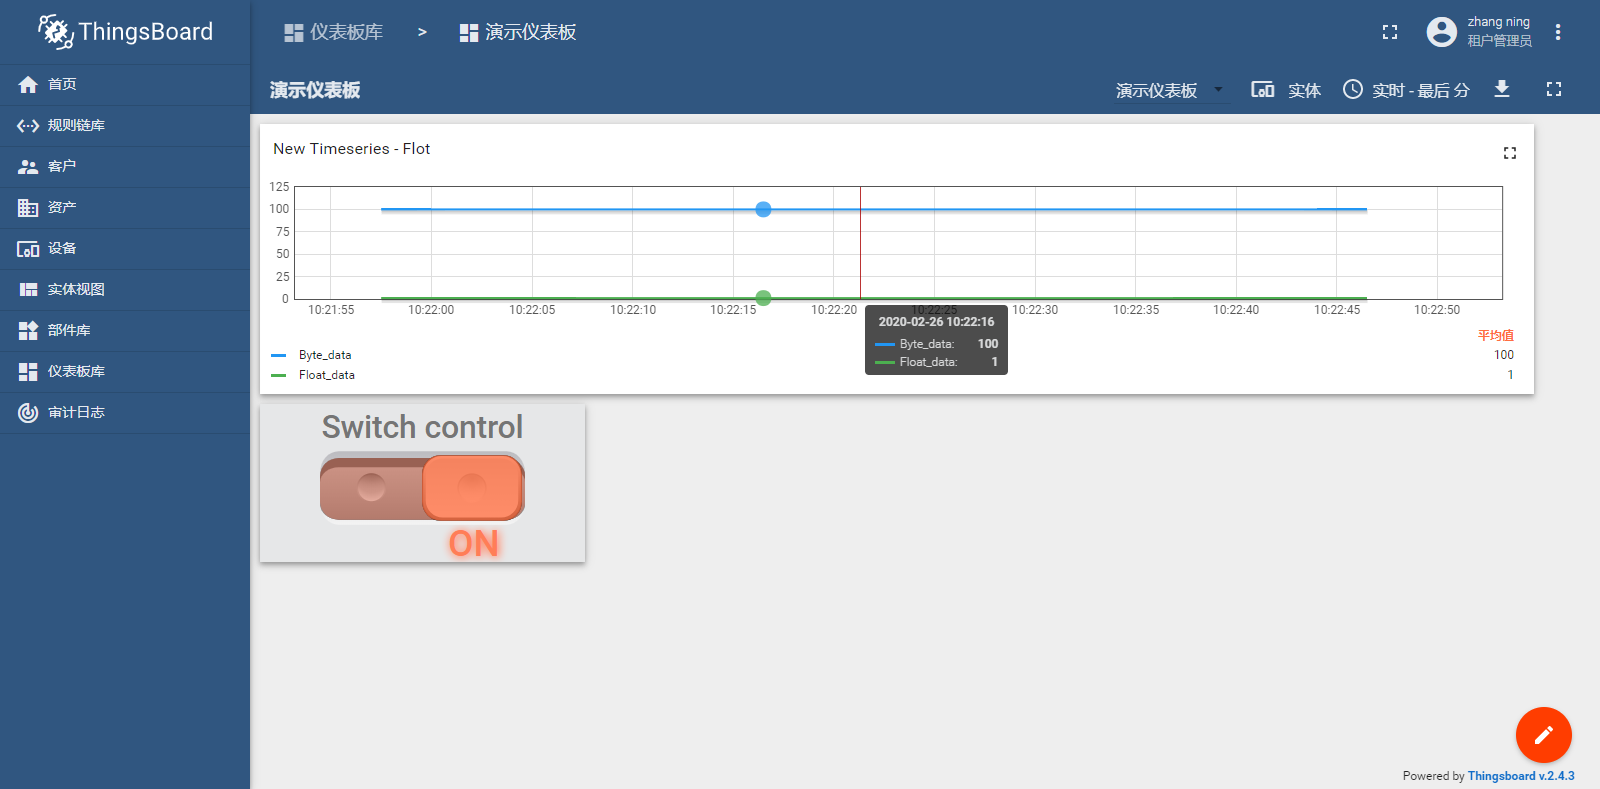 ThingsBoard
首页
规则链库
客户
资产
设备
实体视图
部件库
仪表板库
审计日志
仪表板库 > 演示仪表板
zhang ning
租户管理员
演示仪表板
演示仪表板 实体 实时 - 最后 分
New Timeseries - Flot
125
100
75
50
25
0
10:21:55 10:22:00 10:22:05 10:22:10 10:22:15 10:22:20 10:22:25 10:22:30 10:22:35 10:22:40 10:22:45 10:22:50
2020-02-26 10:22:16
Byte_data: 100
Float_data: 1
平均值
Byte_data 100
Float_data 1
Switch control
ON
Powered by Thingsboard v.2.4.3